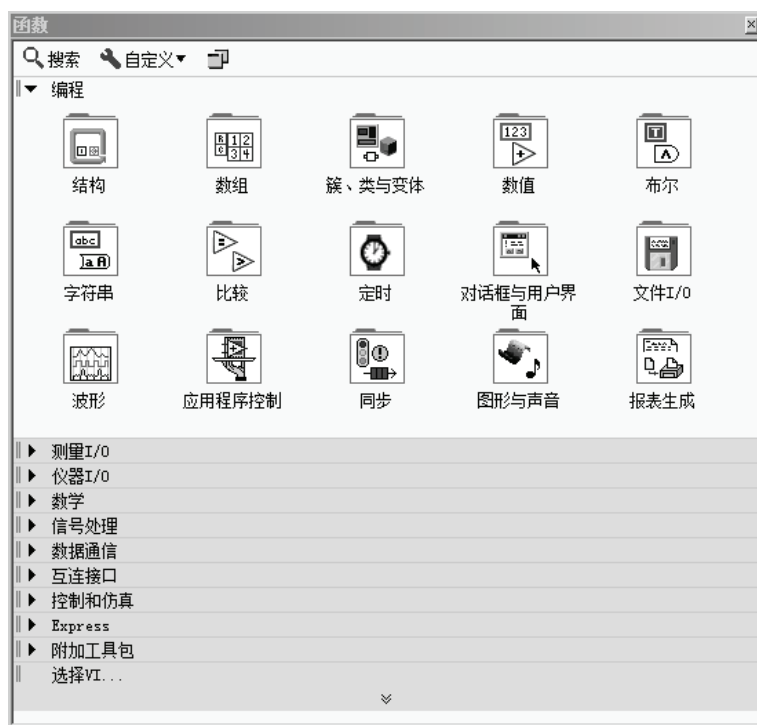 函数
搜索 自定义
编程
结构 数组 簇、类与变体 数值 布尔
字符串 比较 定时 对话框与用户界面 文件I/O
波形 应用程序控制 同步 图形与声音 报表生成
测量I/O
仪器I/O
数学
信号处理
数据通信
互连接口
控制和仿真
Express
附加工具包
选择VI...